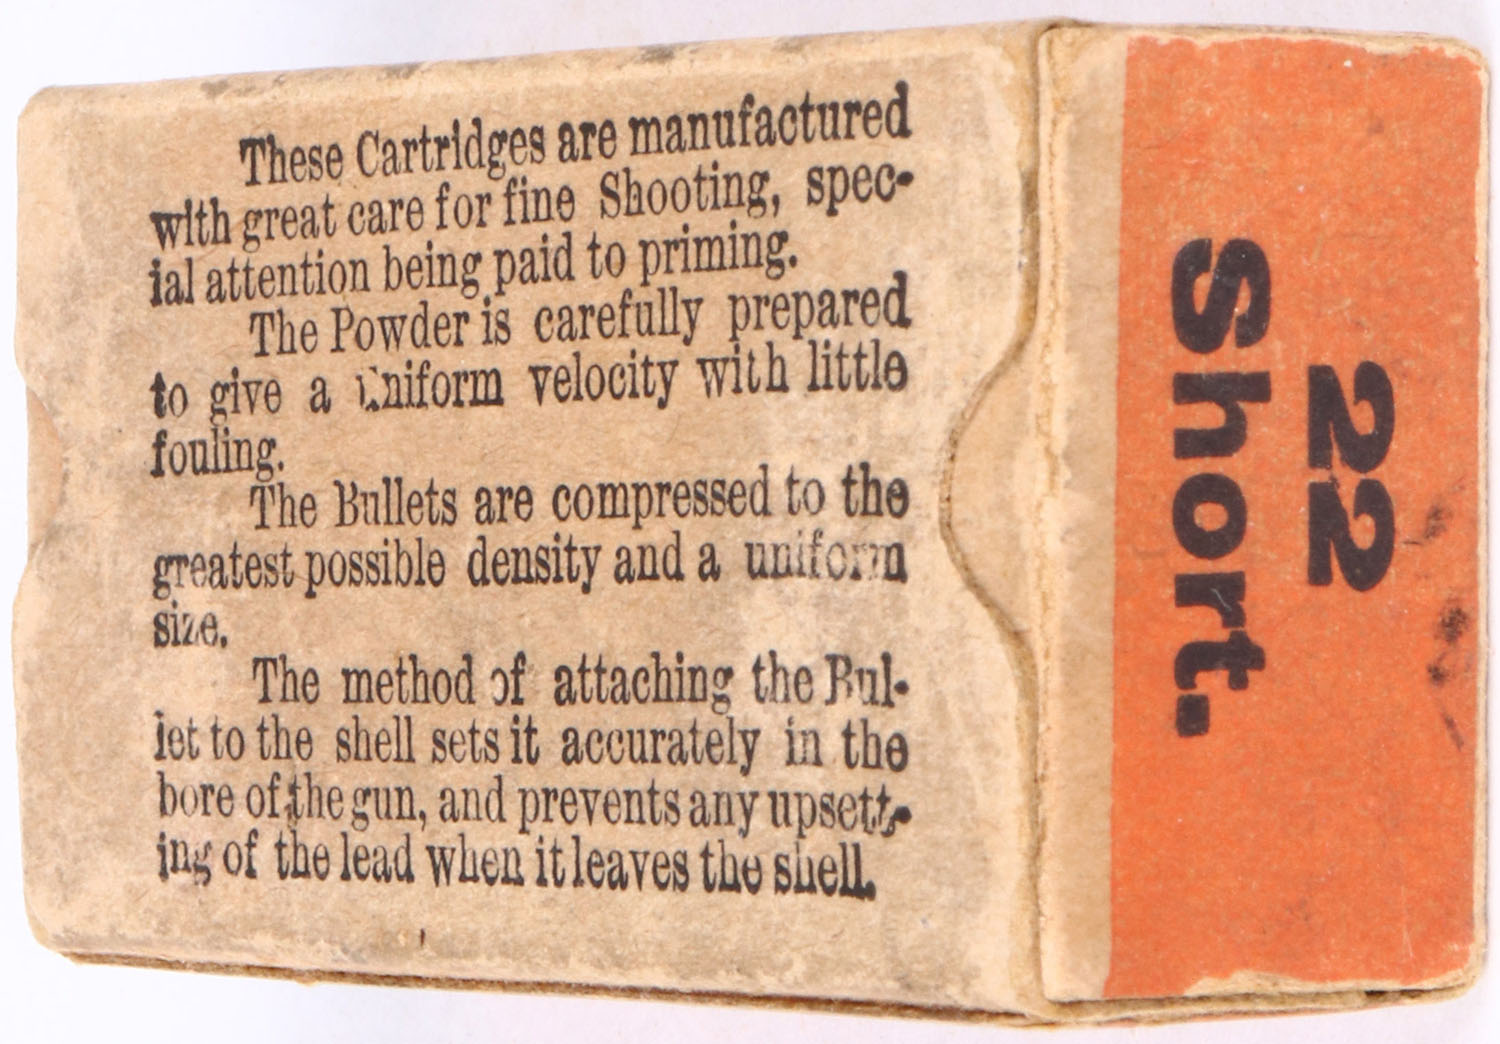 These Cartridges are manufactured
with great care for fine Shooting, spec-
ial attention being paid to priming.
The Powder is carefully prepared
to give a uniform velocity with little
fouling.
The Bullets are compressed to the
greatest possible density and a uniform
size.
The method of attaching the Bul-
let to the shell sets it accurately in the
bore of the gun, and prevents any upsett-
ing of the lead when it leaves the shell.
22
Short.